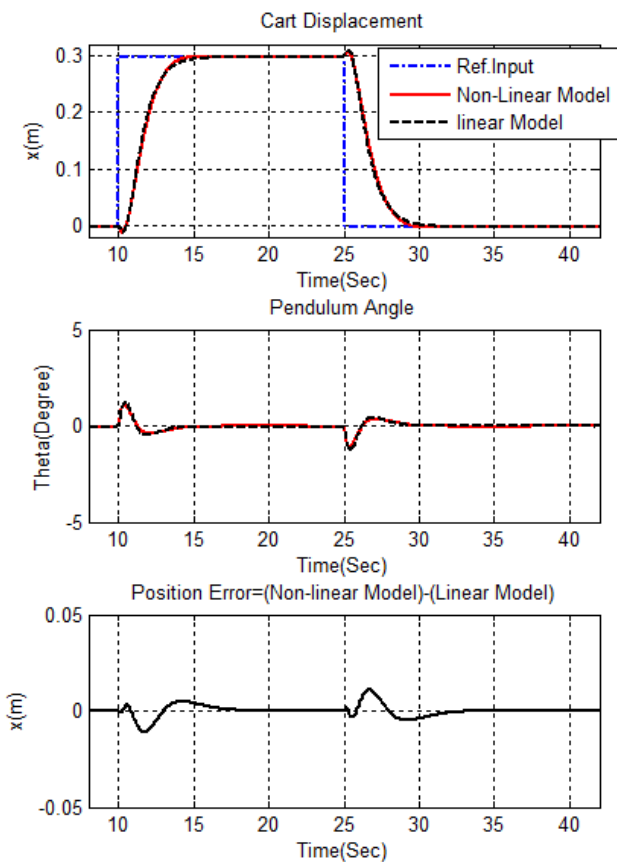 Cart Displacement
0.3
0.2
0.1
0
x(m)
Ref.Input
Non-Linear Model
linear Model
10 15 20 25 30 35 40
Time(Sec)
Pendulum Angle
5
0
-5
Theta(Degree)
10 15 20 25 30 35 40
Time(Sec)
Position Error=(Non-linear Model)-(Linear Model)
0.05
0
-0.05
x(m)
10 15 20 25 30 35 40
Time(Sec)